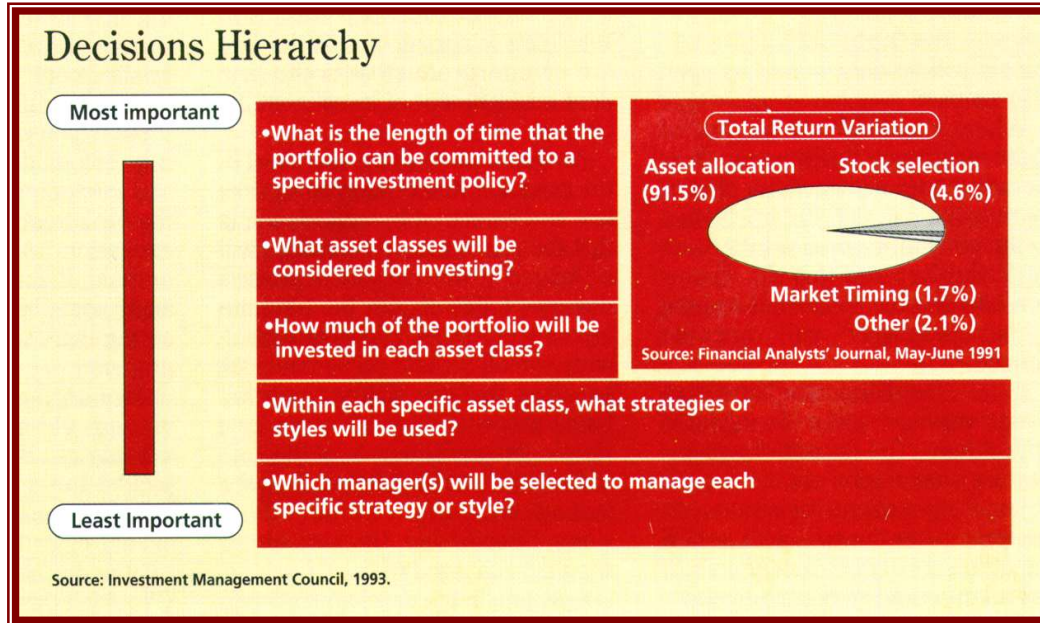 Decisions Hierarchy
Most important
•What is the length of time that the
portfolio can be committed to a
specific investment policy?
•What asset classes will be
considered for investing?
•How much of the portfolio will be
invested in each asset class?
•Within each specific asset class, what strategies or
styles will be used?
•Which manager(s) will be selected to manage each
specific strategy or style?
Least Important
Total Return Variation
Asset allocation
(91.5%)
Stock selection
(4.6%)
Market Timing (1.7%)
Other (2.1%)
Source: Financial Analysts' Journal, May-June 1991
Source: Investment Management Council, 1993.